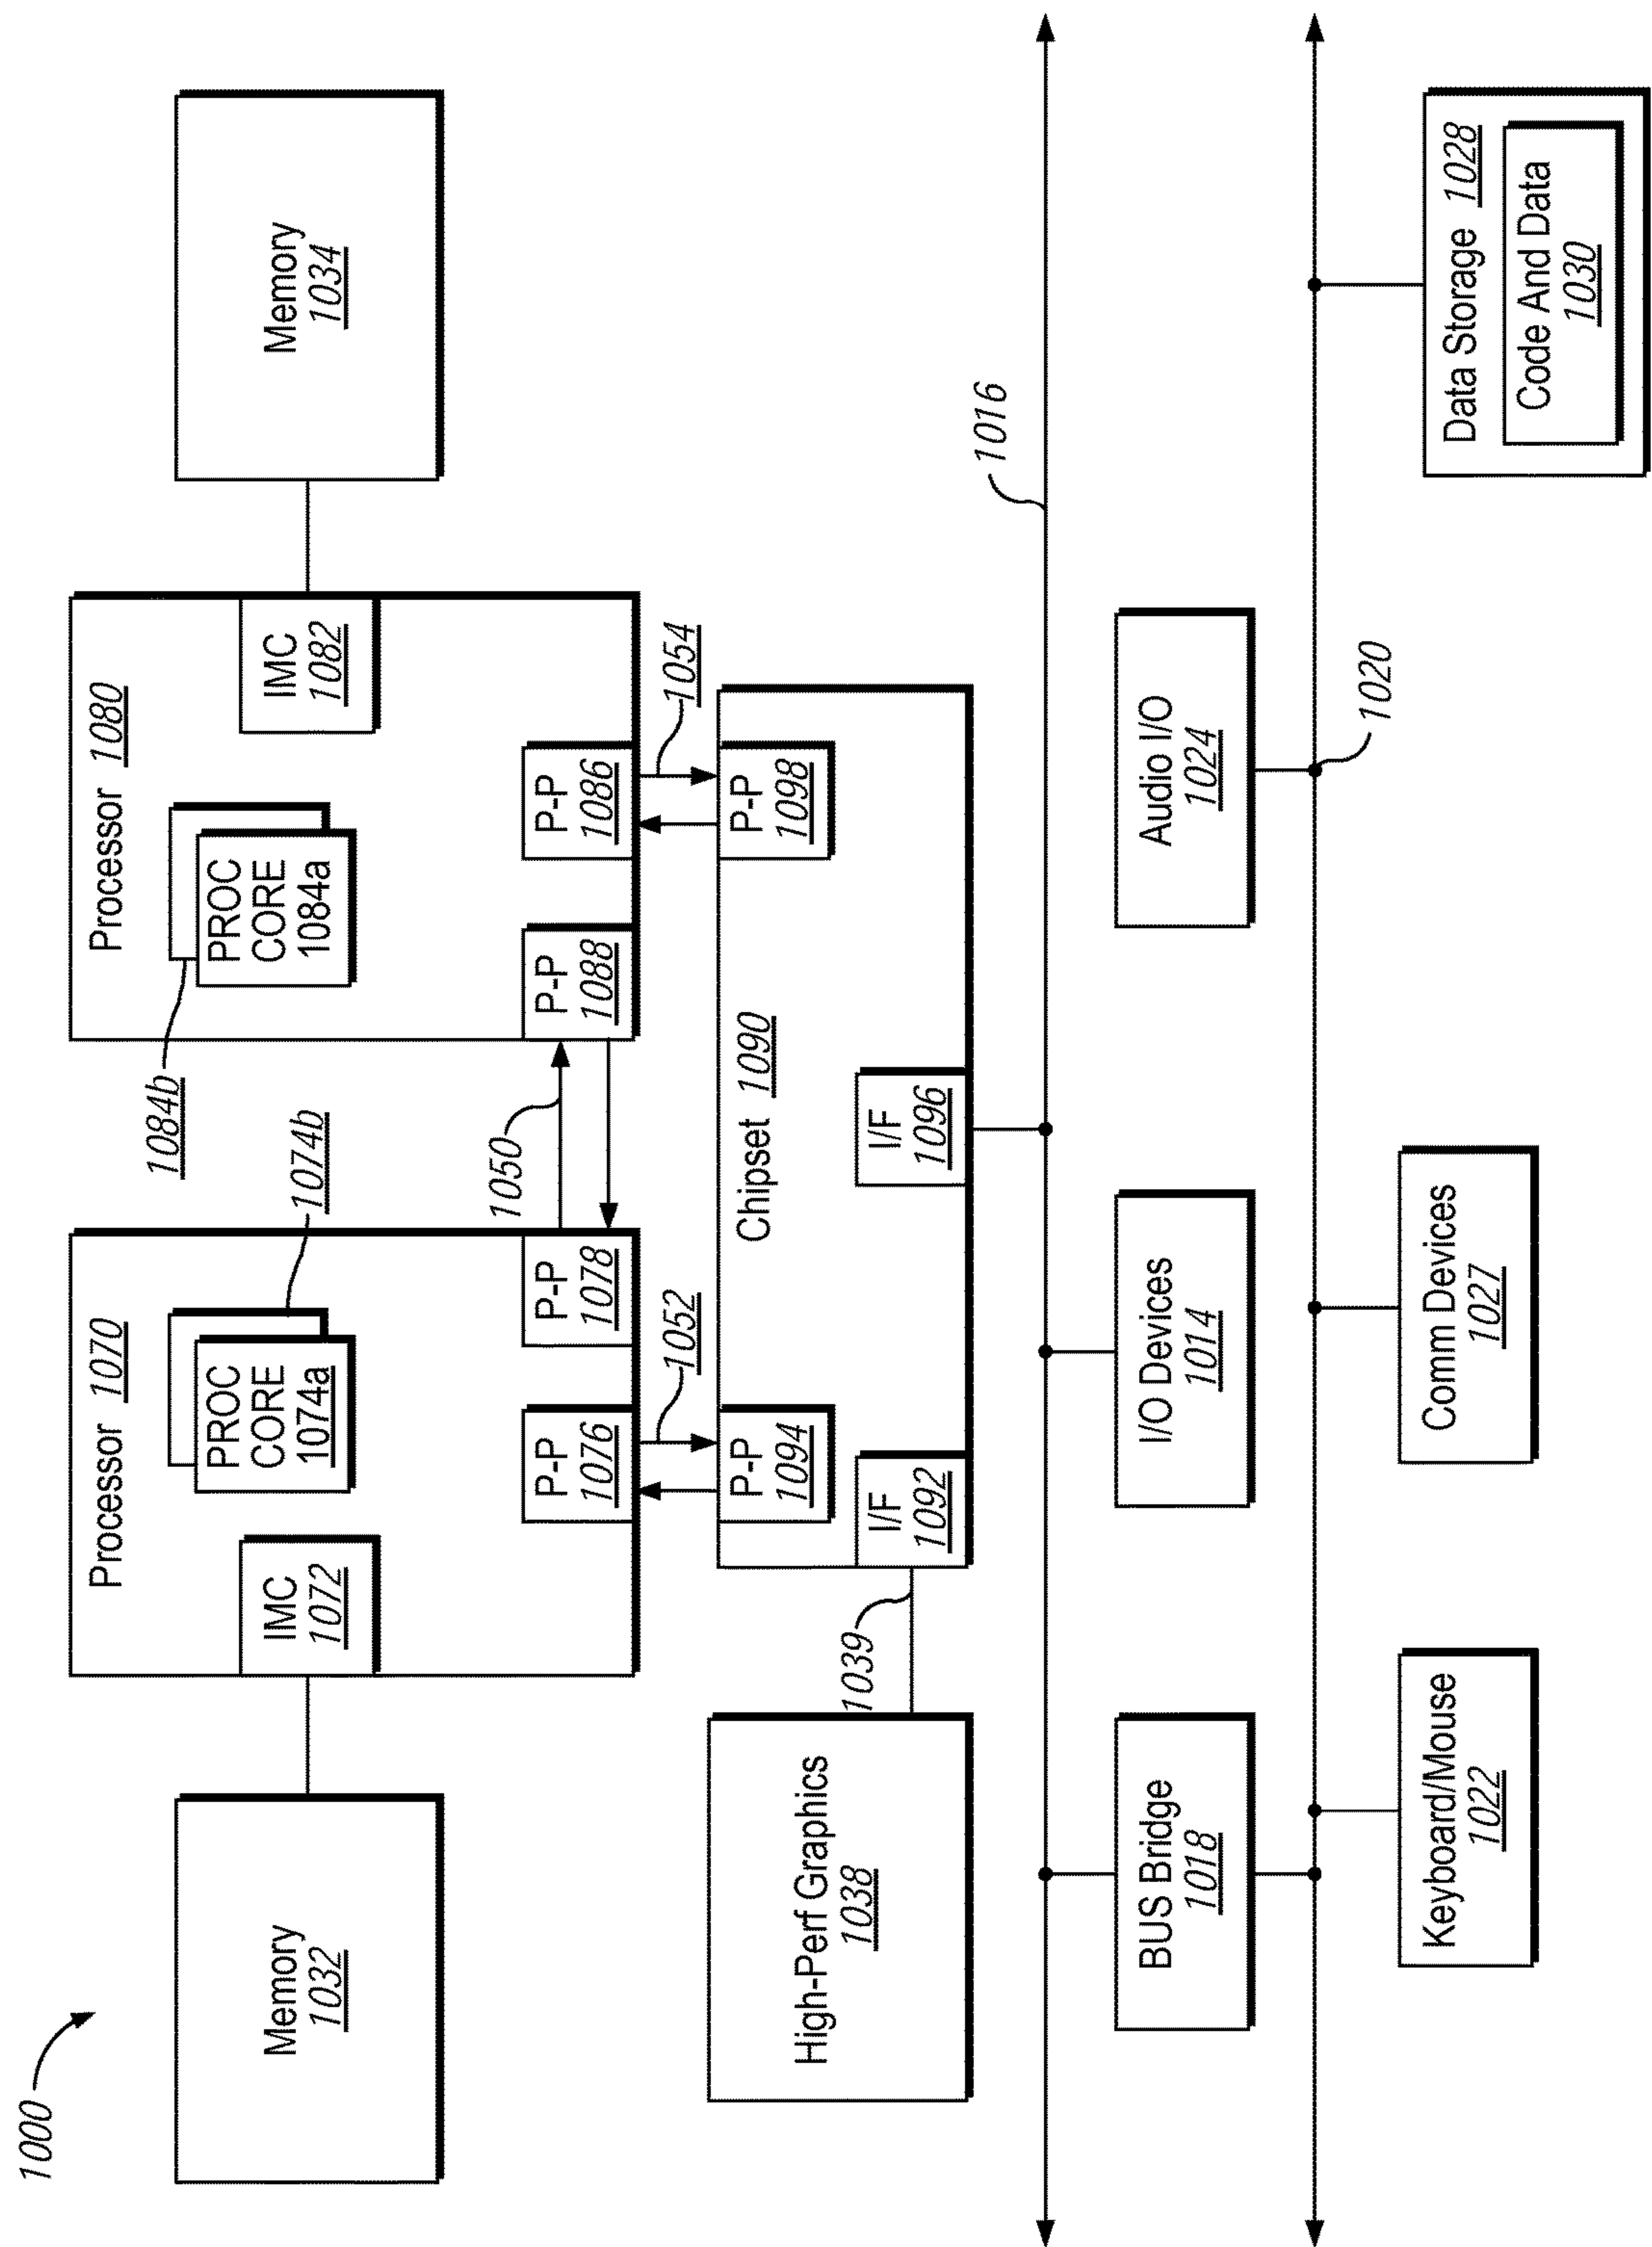 1000
Memory
1032
Processor 1070
IMC
1072
PROC
CORE
1074a
1074b
P-P
1076
P-P
1078
1050
1084b
Processor 1080
PROC
CORE
1084a
IMC
1082
P-P
1088
P-P
1086
Memory
1034
1052
1054
High-Perf Graphics
1038
1039
Chipset 1090
P-P
1094
P-P
1098
I/F
1092
I/F
1096
1016
BUS Bridge
1018
I/O Devices
1014
Audio I/O
1024
1020
Keyboard/Mouse
1022
Comm Devices
1027
Data Storage 1028
Code And Data
1030